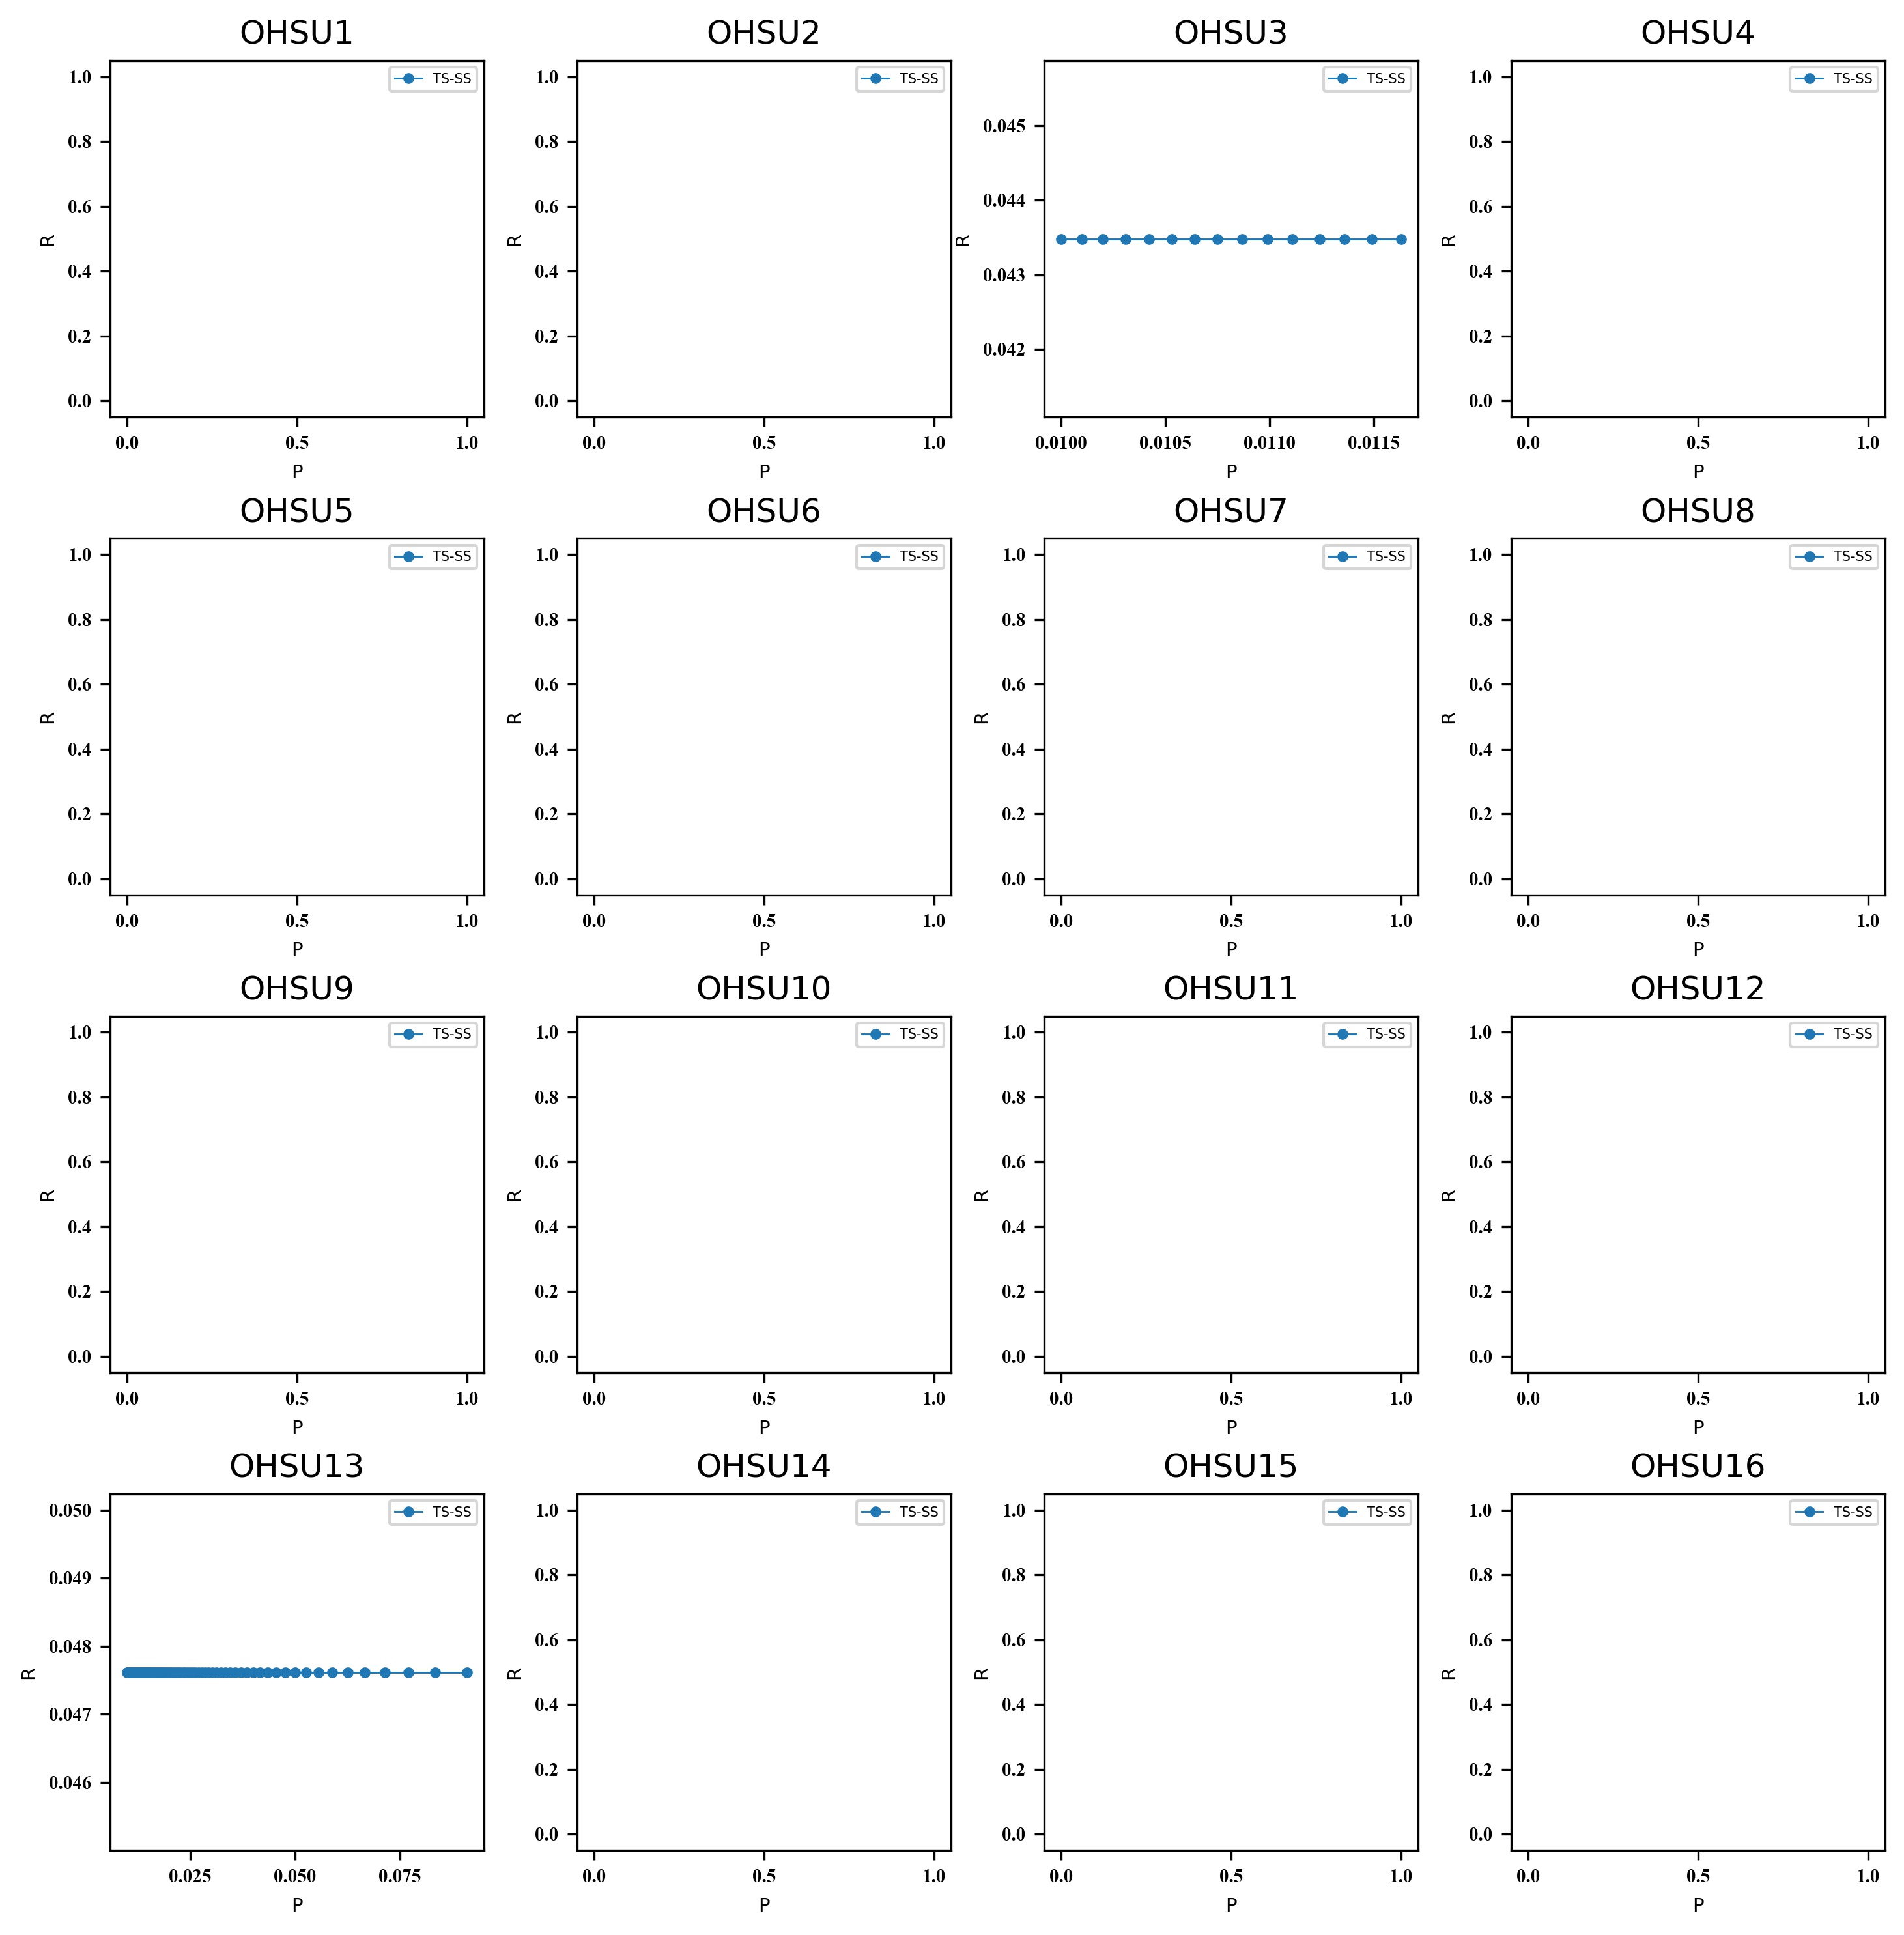 OHSU1
TS-SS
1.0
0.8
0.6
0.4
0.2
0.0
R
0.0 0.5 1.0
P
OHSU2
TS-SS
1.0
0.8
0.6
0.4
0.2
0.0
R
0.0 0.5 1.0
P
OHSU3
TS-SS
0.045
0.044
0.043
0.042
R
0.0100 0.0105 0.0110 0.0115
P
OHSU4
TS-SS
1.0
0.8
0.6
0.4
0.2
0.0
R
0.0 0.5 1.0
P
OHSU5
TS-SS
1.0
0.8
0.6
0.4
0.2
0.0
R
0.0 0.5 1.0
P
OHSU6
TS-SS
1.0
0.8
0.6
0.4
0.2
0.0
R
0.0 0.5 1.0
P
OHSU7
TS-SS
1.0
0.8
0.6
0.4
0.2
0.0
R
0.0 0.5 1.0
P
OHSU8
TS-SS
1.0
0.8
0.6
0.4
0.2
0.0
R
0.0 0.5 1.0
P
OHSU9
TS-SS
1.0
0.8
0.6
0.4
0.2
0.0
R
0.0 0.5 1.0
P
OHSU10
TS-SS
1.0
0.8
0.6
0.4
0.2
0.0
R
0.0 0.5 1.0
P
OHSU11
TS-SS
1.0
0.8
0.6
0.4
0.2
0.0
R
0.0 0.5 1.0
P
OHSU12
TS-SS
1.0
0.8
0.6
0.4
0.2
0.0
R
0.0 0.5 1.0
P
OHSU13
TS-SS
0.050
0.049
0.048
0.047
0.046
R
0.025 0.050 0.075
P
OHSU14
TS-SS
1.0
0.8
0.6
0.4
0.2
0.0
R
0.0 0.5 1.0
P
OHSU15
TS-SS
1.0
0.8
0.6
0.4
0.2
0.0
R
0.0 0.5 1.0
P
OHSU16
TS-SS
1.0
0.8
0.6
0.4
0.2
0.0
R
0.0 0.5 1.0
P